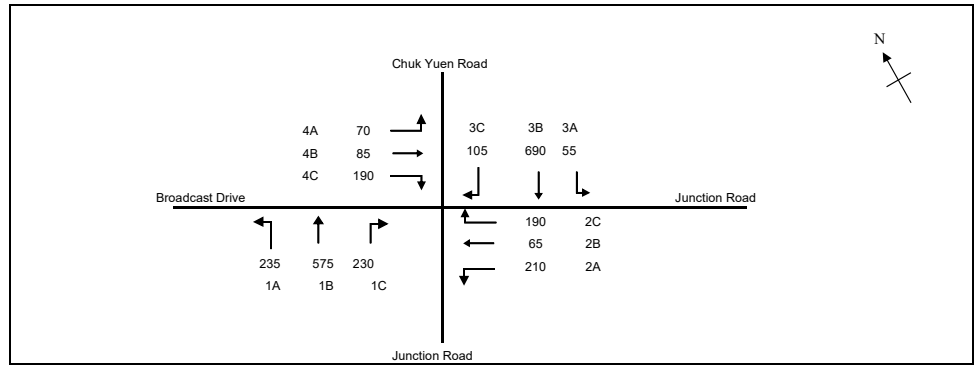 N
Chuk Yuen Road
4A 70
4B 85
4C 190
3C 3B 3A
105 690 55
Broadcast Drive
Junction Road
190 2C
65 2B
210 2A
235 575 230
1A 1B 1C
Junction Road